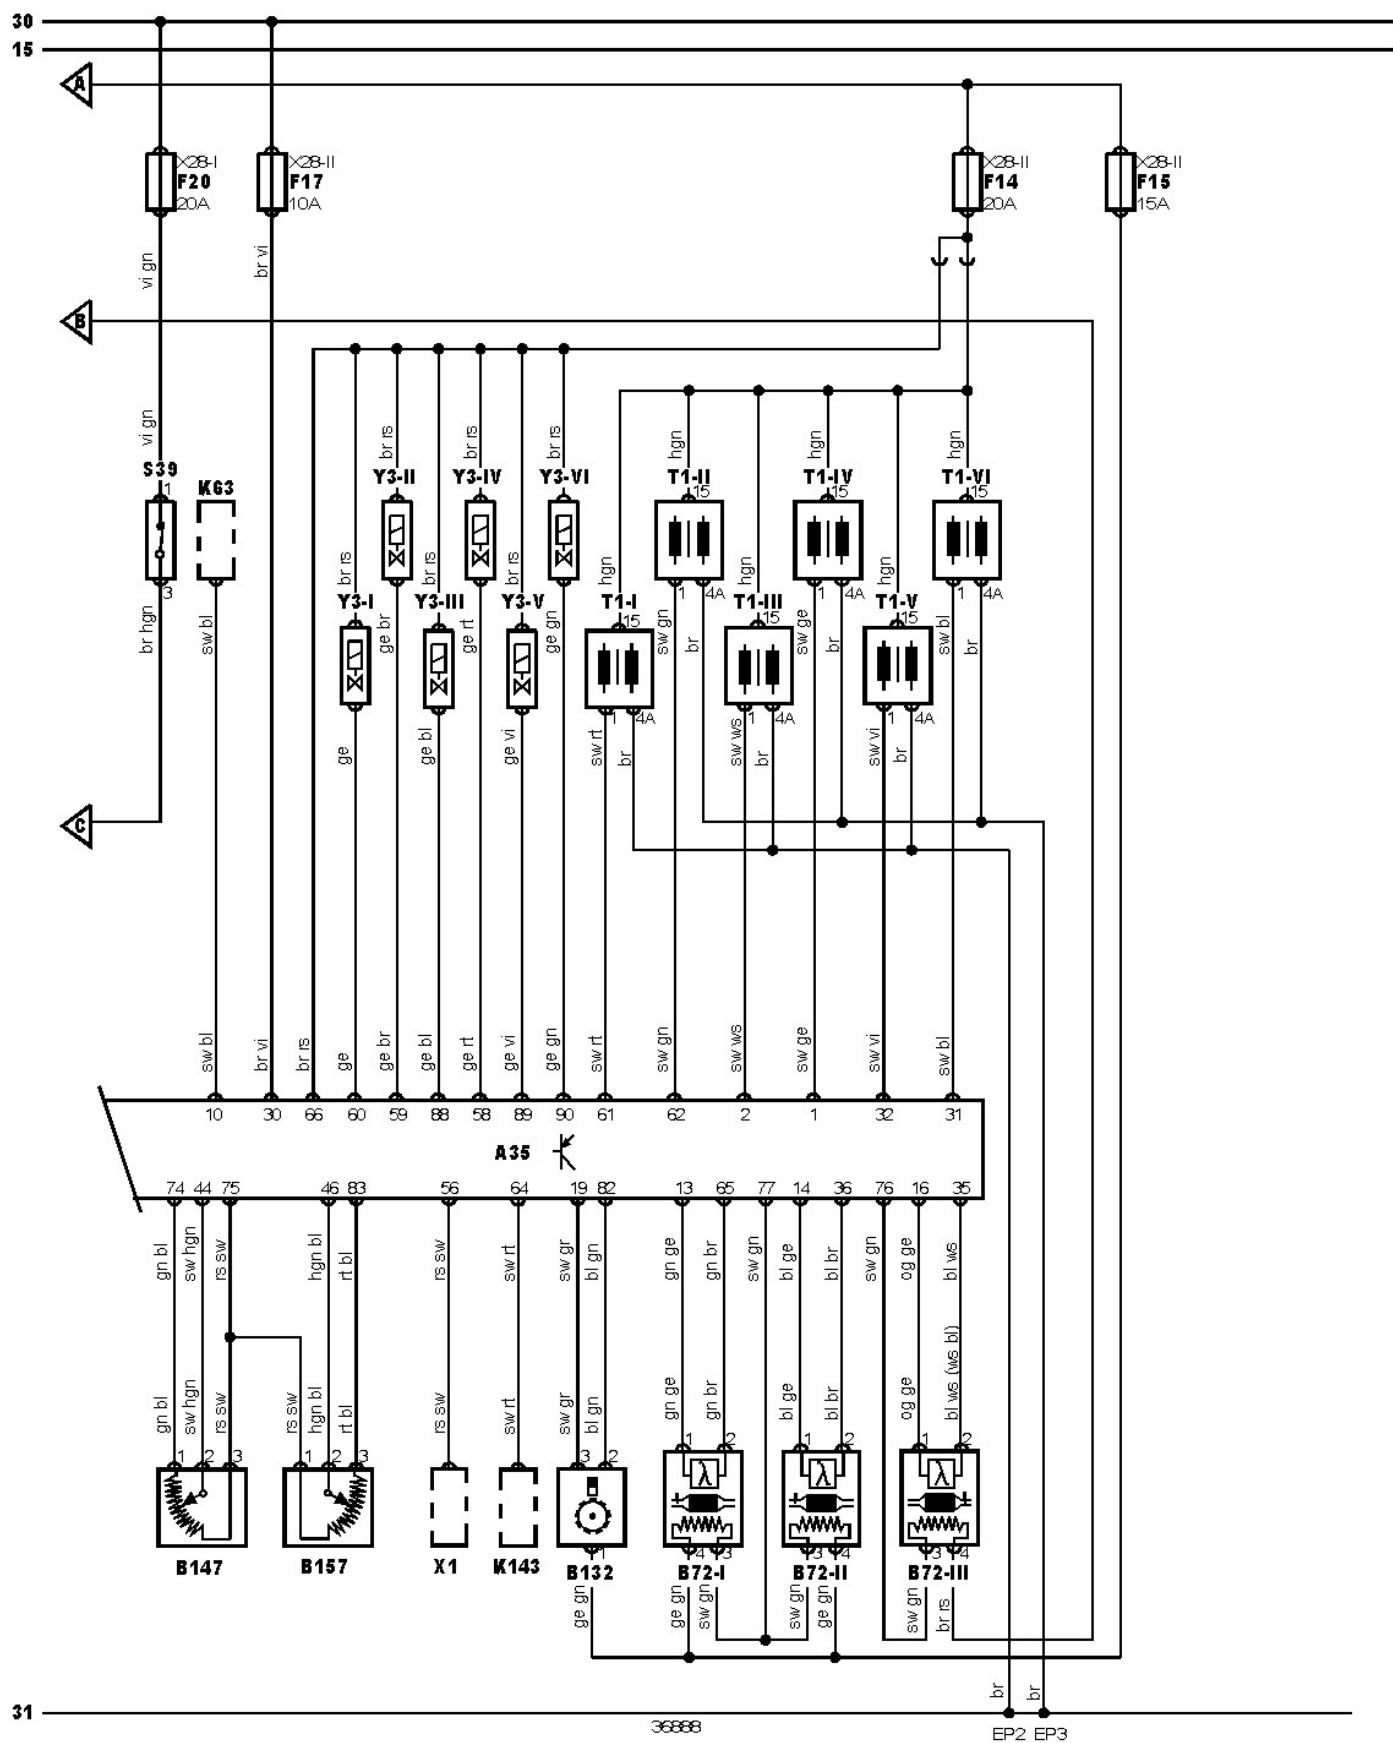 30
15
A
X28-I X28-II X28-II X28-II
F20 F17 F14 F15
20A 10A 20A 15A
vi gn br vi
B
vi gn br rs br rs br rs hgn hgn hgn
S39 K63 Y3-II Y3-IV Y3-VI T1-II T1-IV T1-VI
1 15 15 15
br rs br rs br rs hgn hgn hgn
3 1 4A 1 4A 1 4A
Y3-I Y3-III Y3-V T1-I T1-III T1-V
15 15 15
br hgn sw bl ge br ge rt ge gn sw gn br sw ge br sw bl br
1 4A 1 4A 1 4A
ge ge bl ge vi sw rt br sw ws br sw vi br
C
sw bl br vi br rs ge ge br ge bl ge rt ge vi ge gn sw rt sw gn sw ws sw ge sw vi sw bl
10 30 66 60 59 88 58 89 90 61 62 2 1 32 31
A35
74 44 75 46 83 56 64 19 82 13 65 77 14 36 76 16 35
gn bl sw hgn rs sw hgn bl rt bl rs sw sw rt sw gr bl gn gn ge gn br sw gn bl ge bl br sw gn og ge bl ws
gn bl sw hgn rs sw rs sw hgn bl rt bl rs sw sw rt sw gr bl gn gn ge gn br bl ge bl br og ge bl ws (ws bl)
1 2 3 1 2 3 3 2 1 2 1 2 1 2
λ λ λ
+ +
1 4 3 3 4 3 4
B147 B157 X1 K143 B132 B72-I B72-II B72-III
ge gn ge gn sw gn sw gn ge gn sw gn br rs
br br
31
36888
EP2 EP3